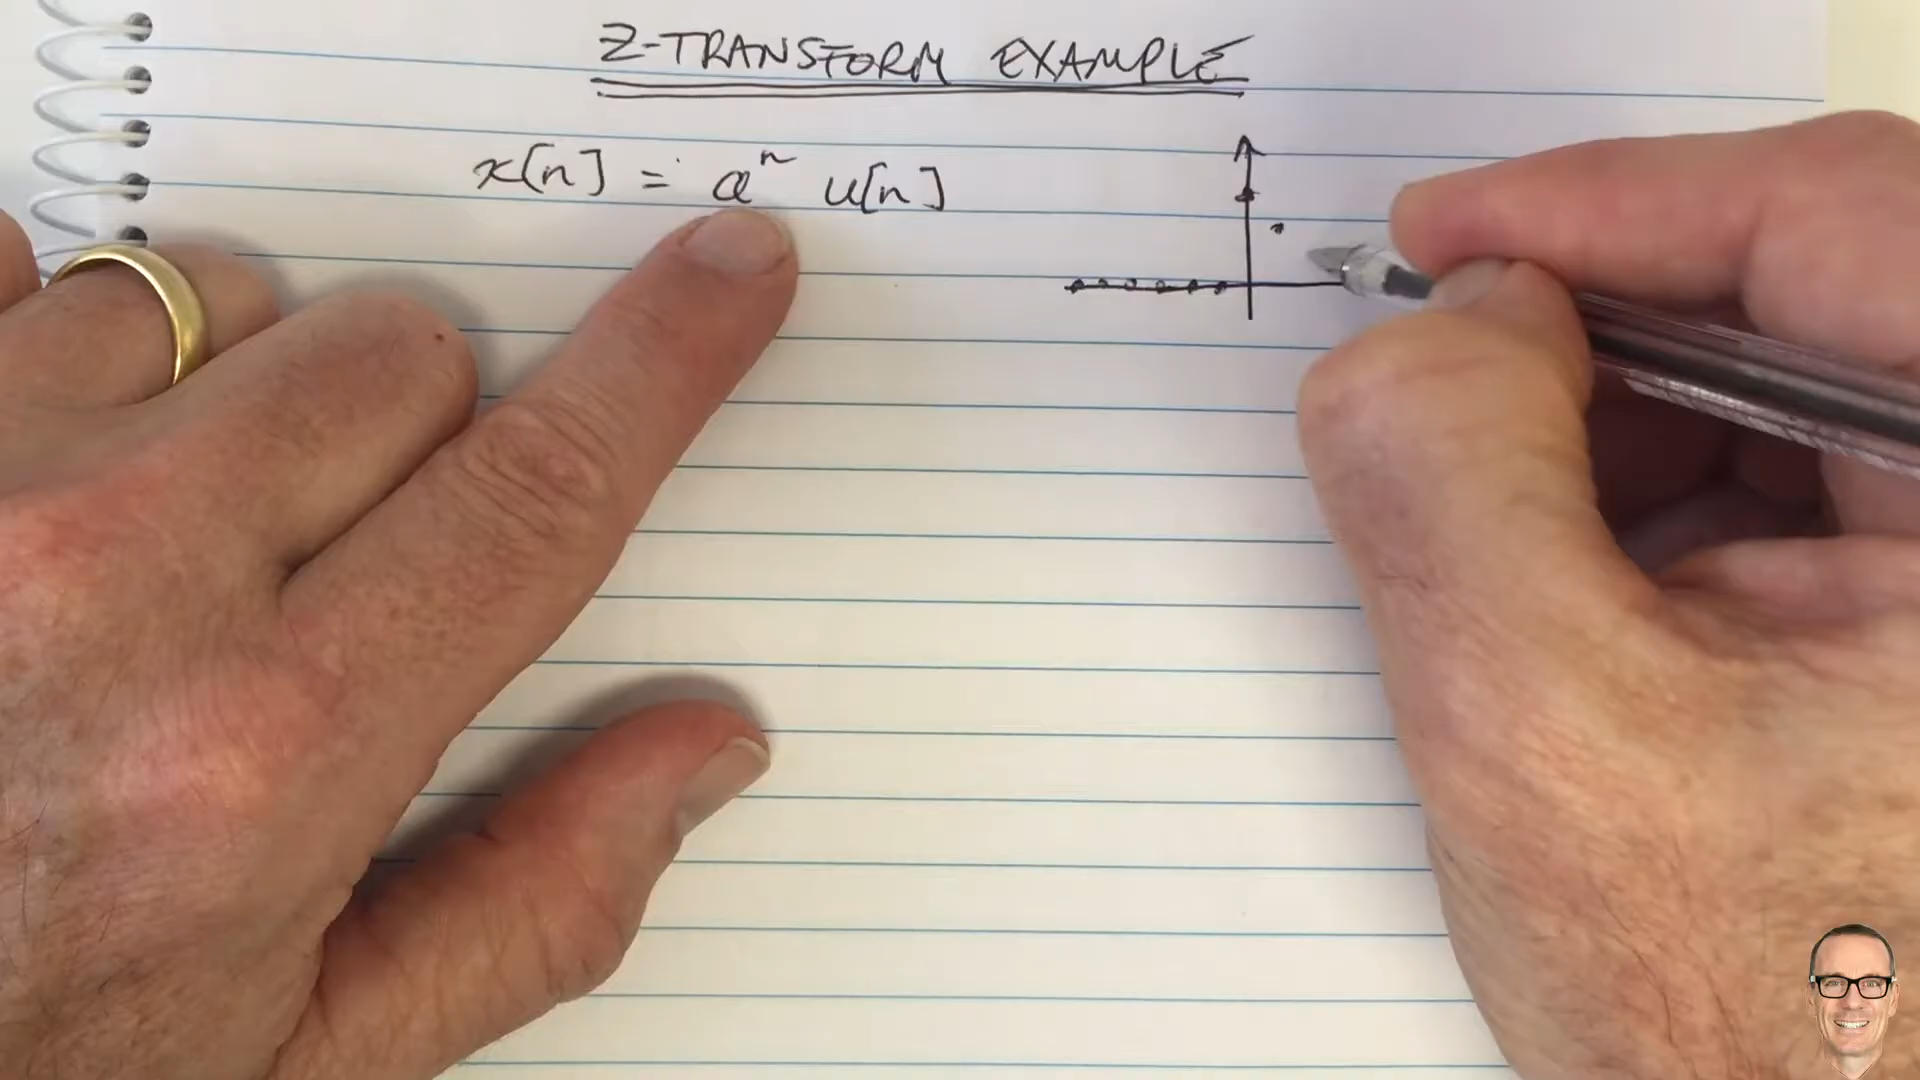 Z-TRANSFORM EXAMPLE
x[n] = a^n u[n]